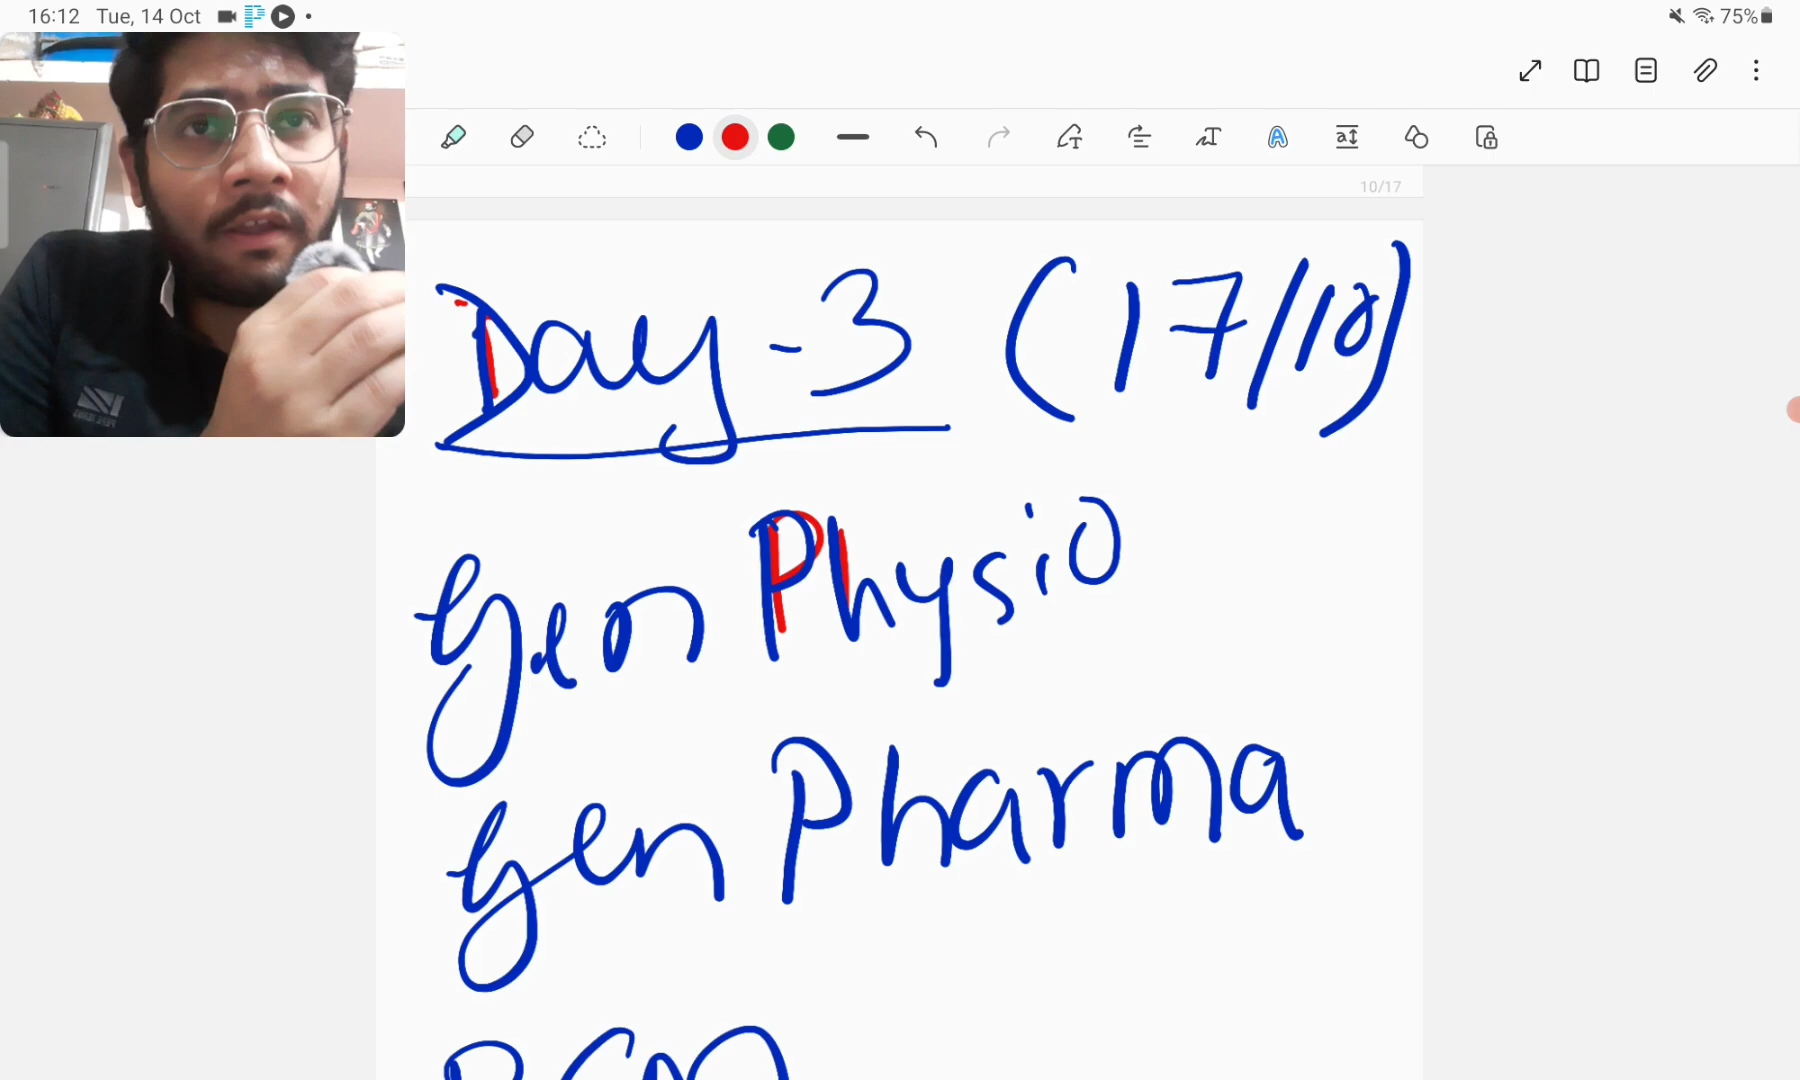 16:12 Tue, 14 Oct
75%
10/17
Day-3 (17/10)
Gen Physio
Gen Pharma